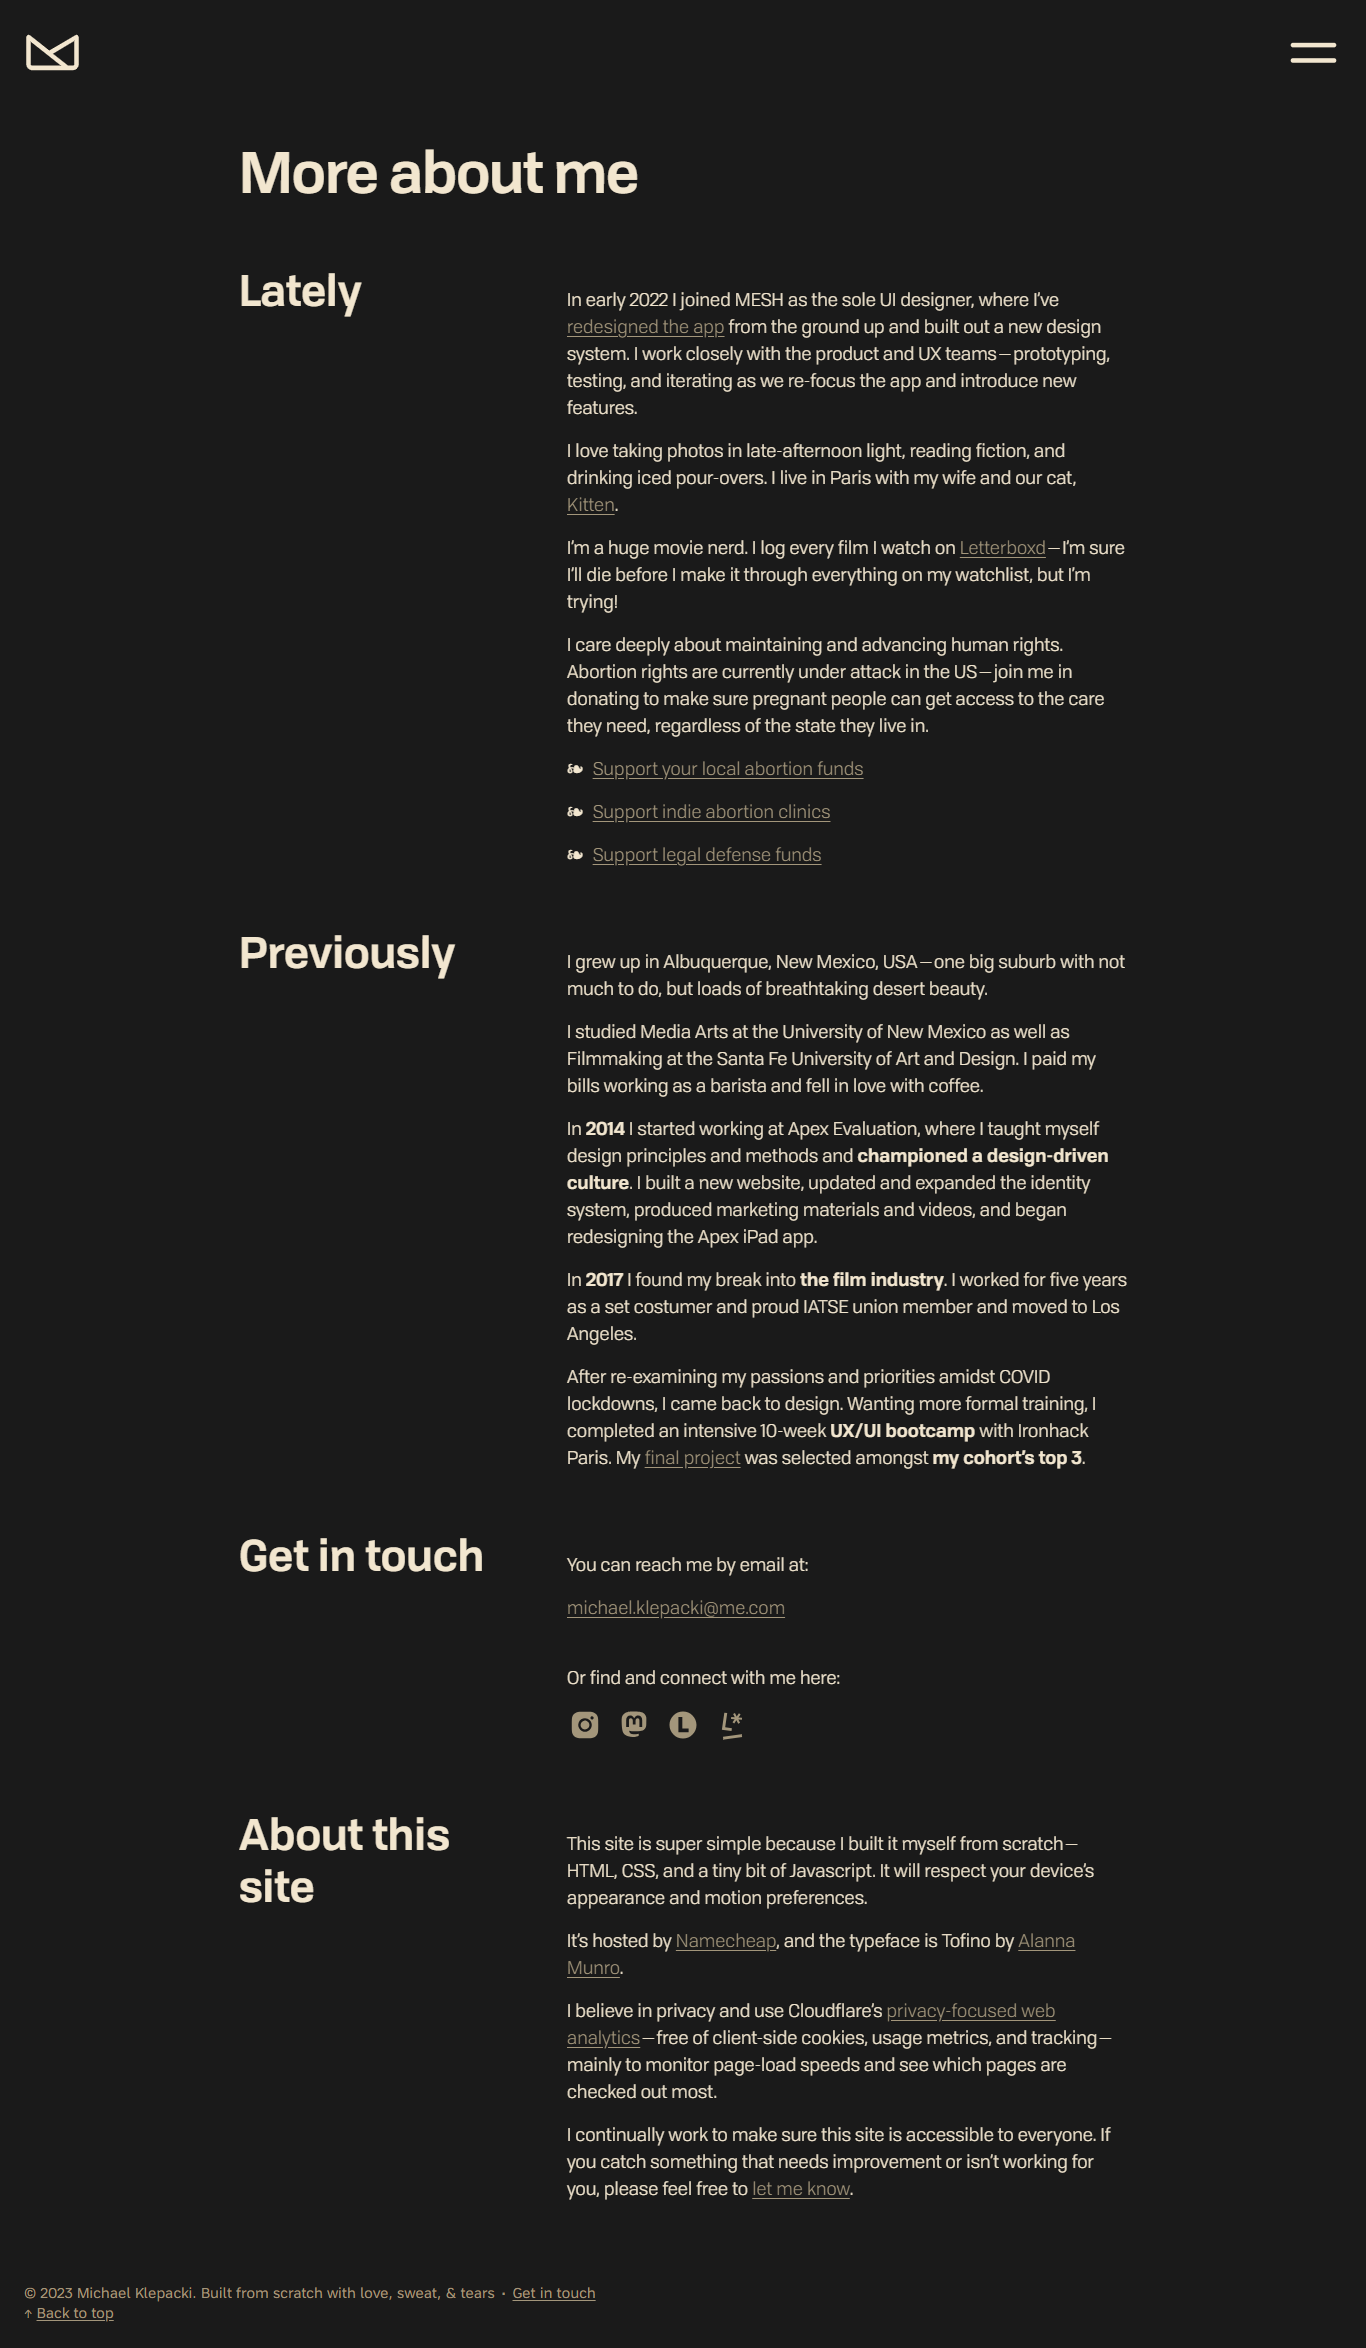 More about me
Lately
In early 2022 I joined MESH as the sole UI designer, where I’ve
redesigned the app from the ground up and built out a new design
system. I work closely with the product and UX teams—prototyping,
testing, and iterating as we re-focus the app and introduce new
features.
I love taking photos in late-afternoon light, reading fiction, and
drinking iced pour-overs. I live in Paris with my wife and our cat,
Kitten.
I’m a huge movie nerd. I log every film I watch on Letterboxd—I’m sure
I’ll die before I make it through everything on my watchlist, but I’m
trying!
I care deeply about maintaining and advancing human rights.
Abortion rights are currently under attack in the US—join me in
donating to make sure pregnant people can get access to the care
they need, regardless of the state they live in.
❧ Support your local abortion funds
❧ Support indie abortion clinics
❧ Support legal defense funds
Previously
I grew up in Albuquerque, New Mexico, USA—one big suburb with not
much to do, but loads of breathtaking desert beauty.
I studied Media Arts at the University of New Mexico as well as
Filmmaking at the Santa Fe University of Art and Design. I paid my
bills working as a barista and fell in love with coffee.
In 2014 I started working at Apex Evaluation, where I taught myself
design principles and methods and championed a design-driven
culture. I built a new website, updated and expanded the identity
system, produced marketing materials and videos, and began
redesigning the Apex iPad app.
In 2017 I found my break into the film industry. I worked for five years
as a set costumer and proud IATSE union member and moved to Los
Angeles.
After re-examining my passions and priorities amidst COVID
lockdowns, I came back to design. Wanting more formal training, I
completed an intensive 10-week UX/UI bootcamp with Ironhack
Paris. My final project was selected amongst my cohort’s top 3.
Get in touch
You can reach me by email at:
michael.klepacki@me.com
Or find and connect with me here:
About this
site
This site is super simple because I built it myself from scratch—
HTML, CSS, and a tiny bit of Javascript. It will respect your device’s
appearance and motion preferences.
It’s hosted by Namecheap, and the typeface is Tofino by Alanna
Munro.
I believe in privacy and use Cloudflare’s privacy-focused web
analytics—free of client-side cookies, usage metrics, and tracking—
mainly to monitor page-load speeds and see which pages are
checked out most.
I continually work to make sure this site is accessible to everyone. If
you catch something that needs improvement or isn’t working for
you, please feel free to let me know.
© 2023 Michael Klepacki. Built from scratch with love, sweat, & tears • Get in touch
↑ Back to top